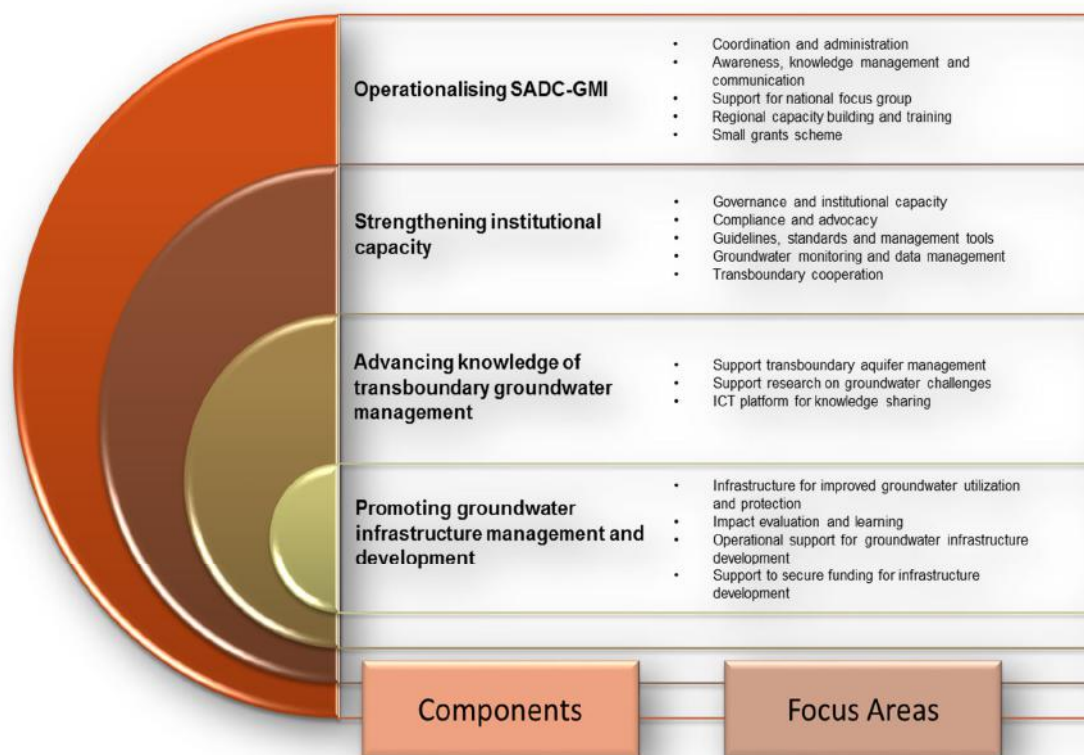 Operationalising SADC-GMI
• Coordination and administration
• Awareness, knowledge management and
communication
• Support for national focus group
• Regional capacity building and training
• Small grants scheme
Strengthening institutional
capacity
• Governance and institutional capacity
• Compliance and advocacy
• Guidelines, standards and management tools
• Groundwater monitoring and data management
• Transboundary cooperation
Advancing knowledge of
transboundary groundwater
management
• Support transboundary aquifer management
• Support research on groundwater challenges
• ICT platform for knowledge sharing
Promoting groundwater
infrastructure management and
development
• Infrastructure for improved groundwater utilization
and protection
• Impact evaluation and learning
• Operational support for groundwater infrastructure
development
• Support to secure funding for infrastructure
development
Components
Focus Areas